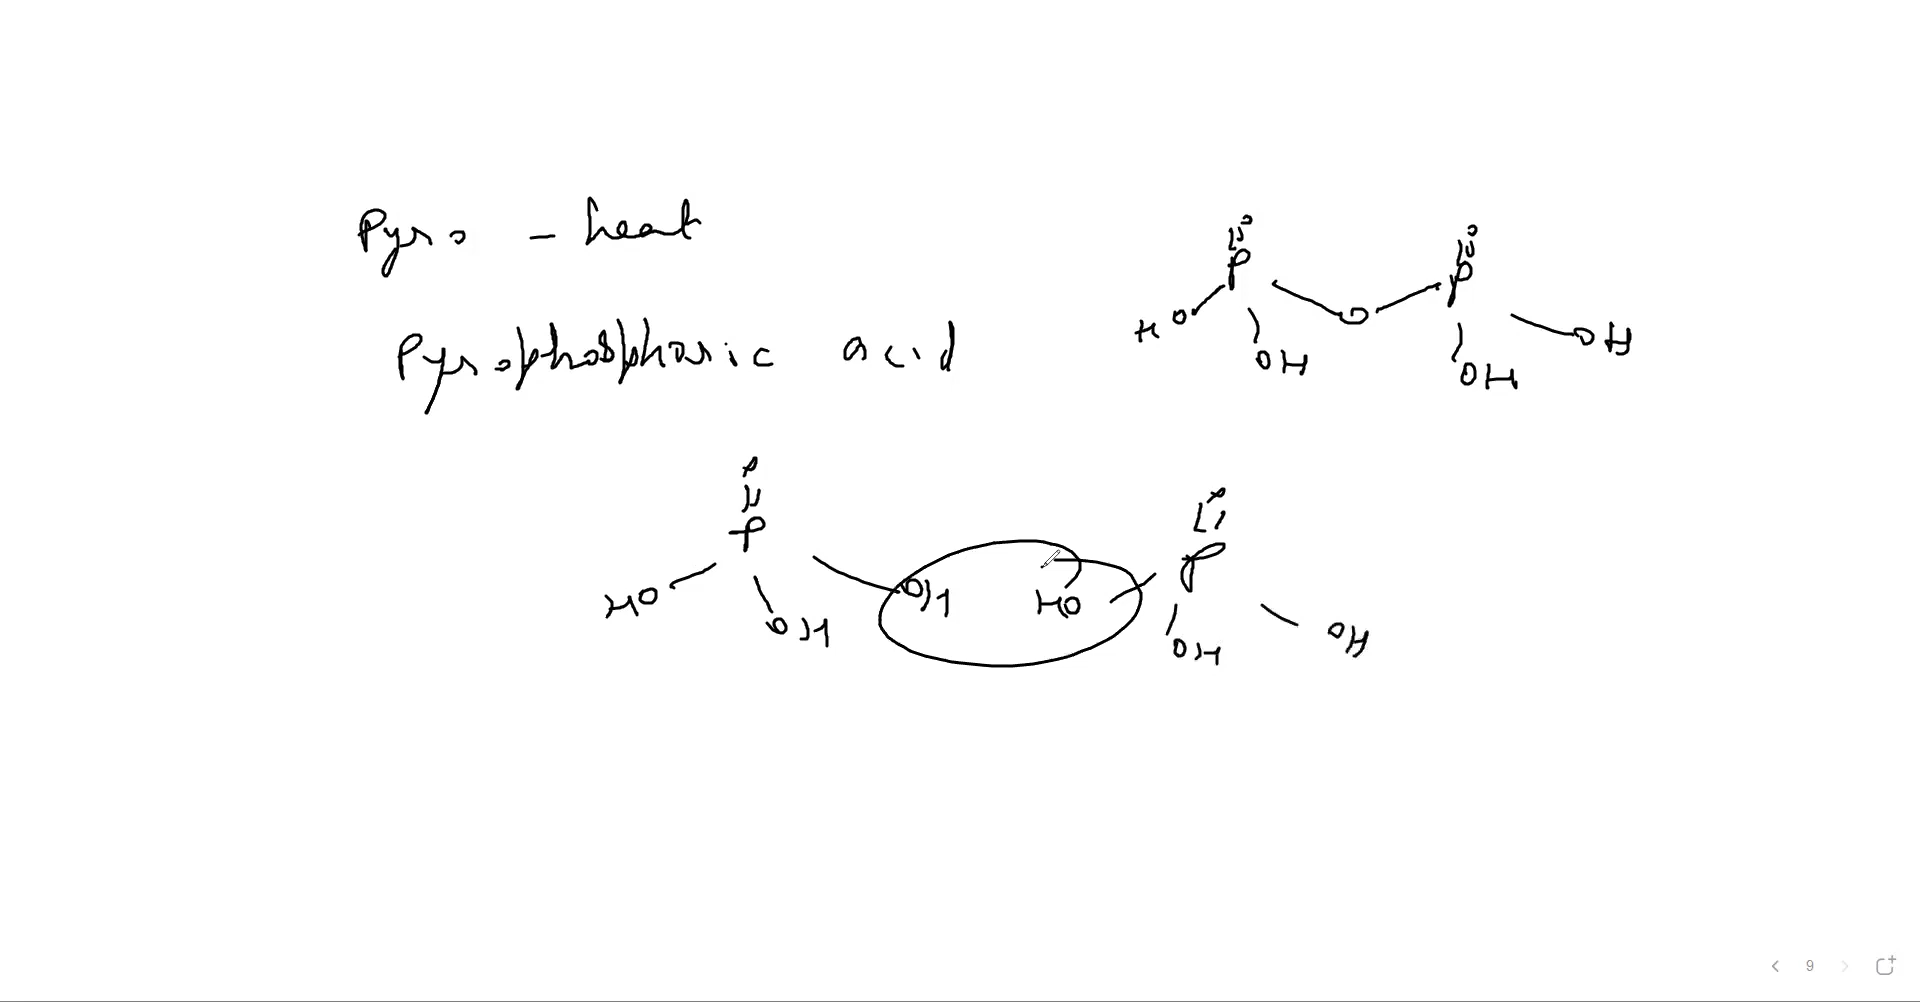 Pyro - heat
Pyrophosphoric acid
O O
P P
HO OH O OH OH
O O
P P
HO OH OH HO OH OH
9